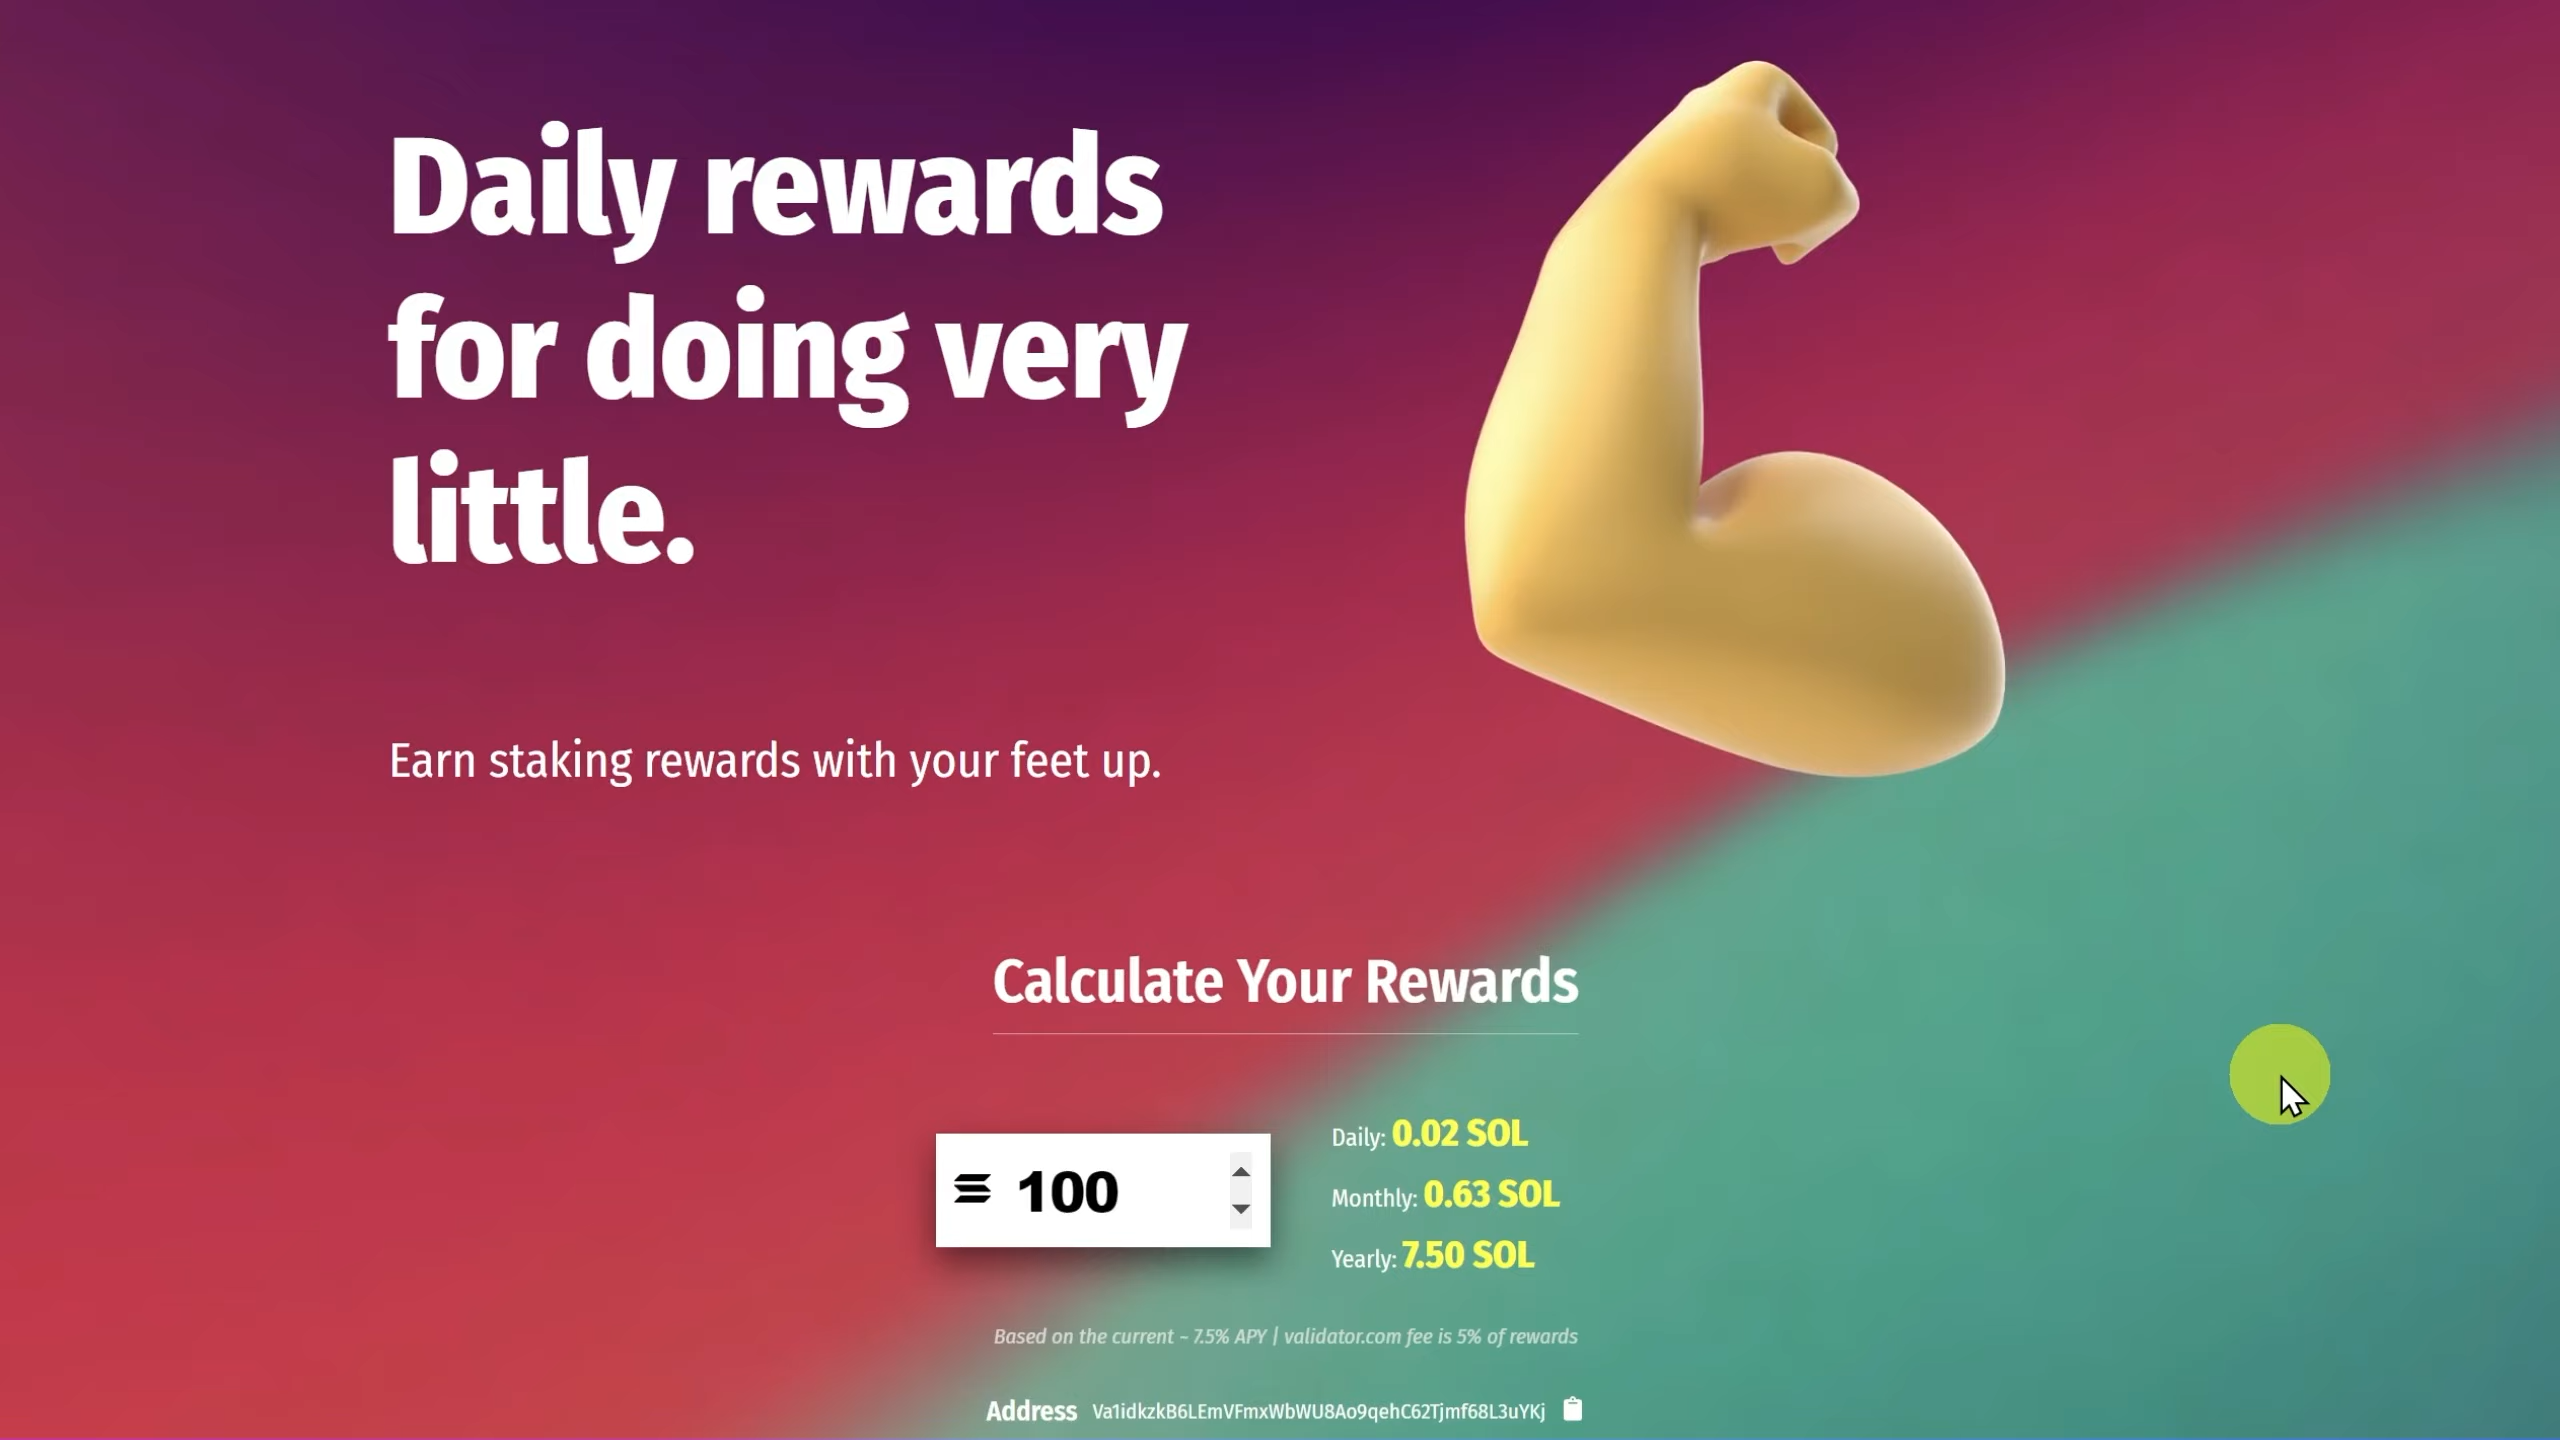 Daily rewards
for doing very
little.
Earn staking rewards with your feet up.
Calculate Your Rewards
100
Daily: 0.02 SOL
Monthly: 0.63 SOL
Yearly: 7.50 SOL
Based on the current ~ 7.5% APY | validator.com fee is 5% of rewards
Address Va1idkzkB6LEmVFmxWbWU8Ao9qehC62Tjmf68L3uYKj